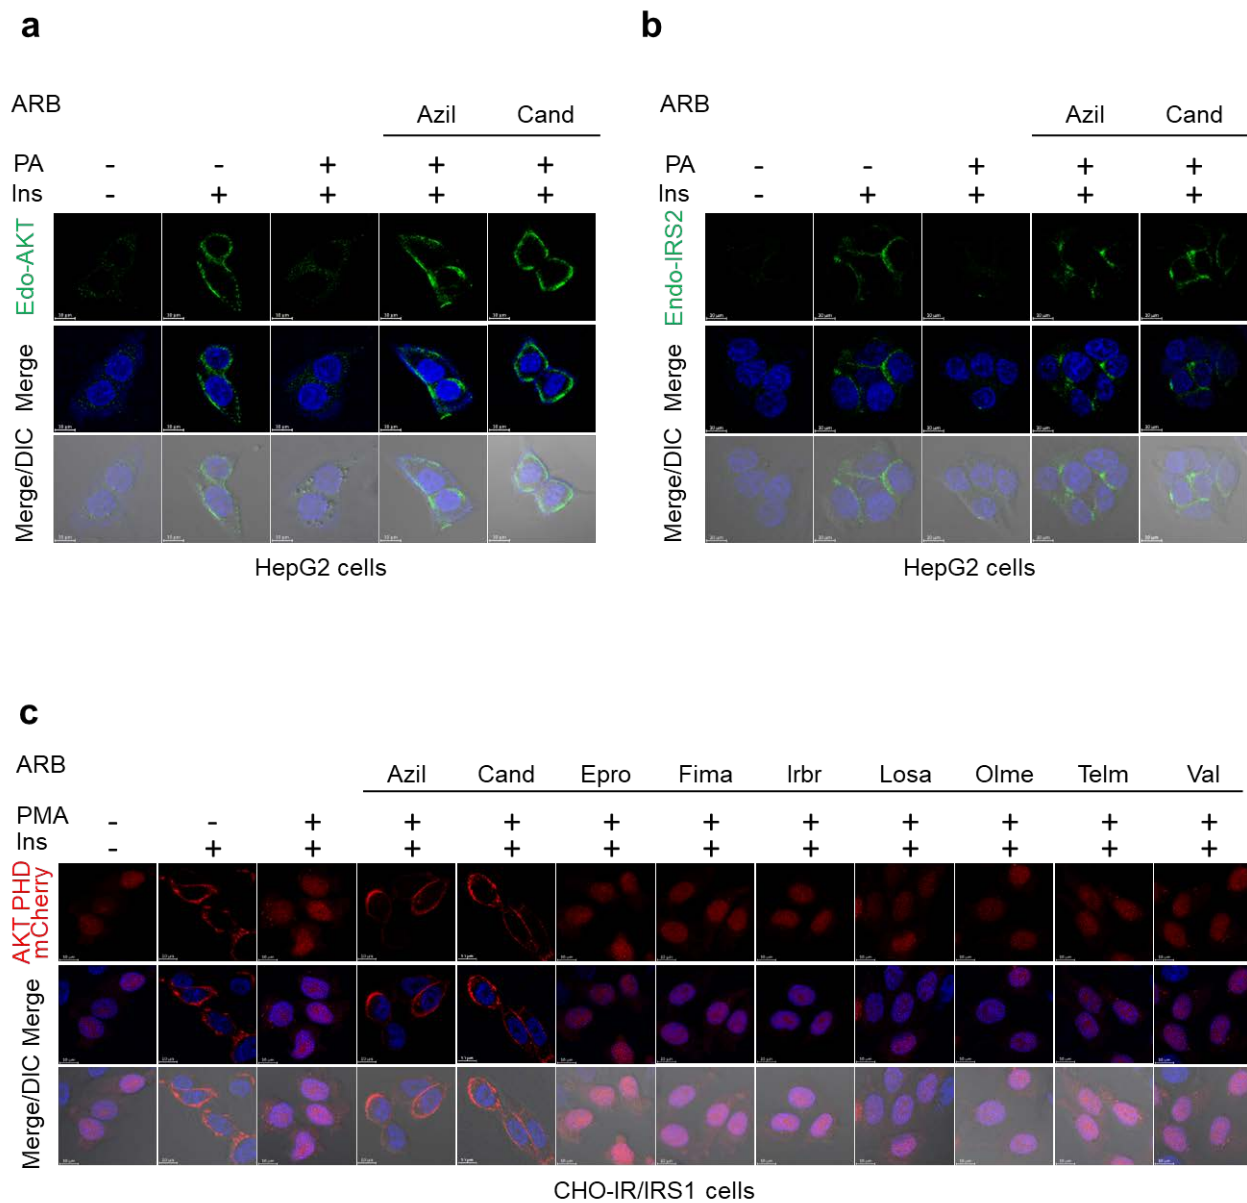 a
ARB
Azil Cand
PA - - + + +
Ins - + + + +
Edo-AKT
Merge
Merge/DIC
HepG2 cells
b
ARB
Azil Cand
PA - - + + +
Ins - + + + +
Endo-IRS2
Merge
Merge/DIC
HepG2 cells
c
ARB
Azil Cand Epro Fima Irbr Losa Olme Telm Val
PMA - - + + + + + + + + + +
Ins - + + + + + + + + + + +
AKT PHD
mCherry
Merge
Merge/DIC
CHO-IR/IRS1 cells